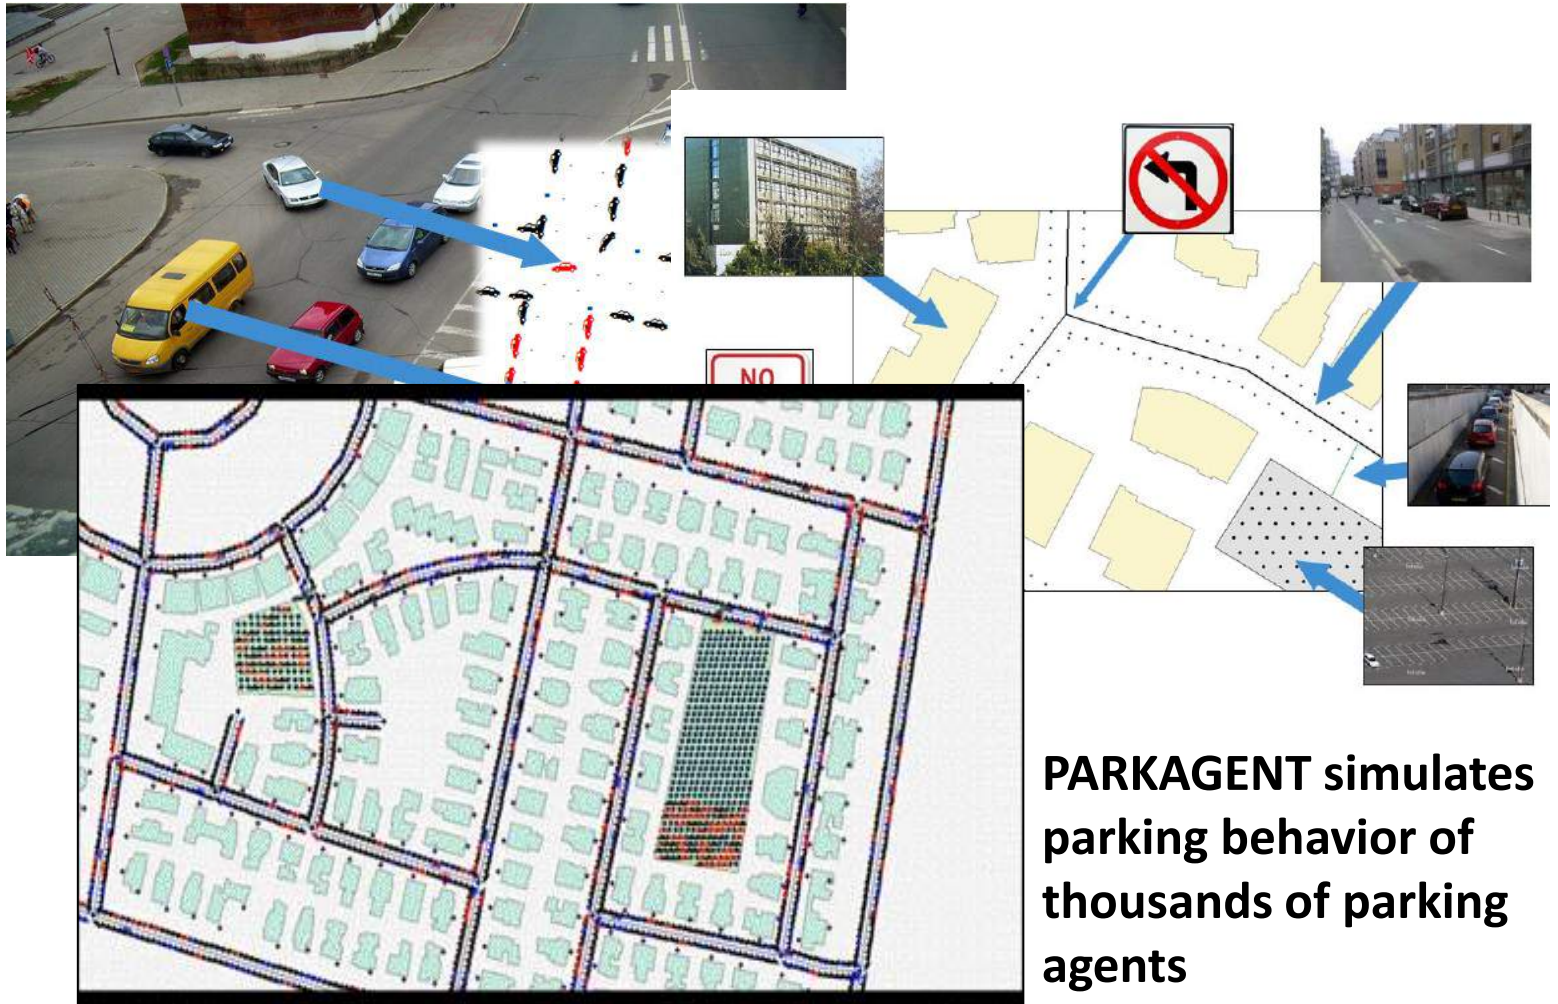 NO
PARKAGENT simulates
parking behavior of
thousands of parking
agents